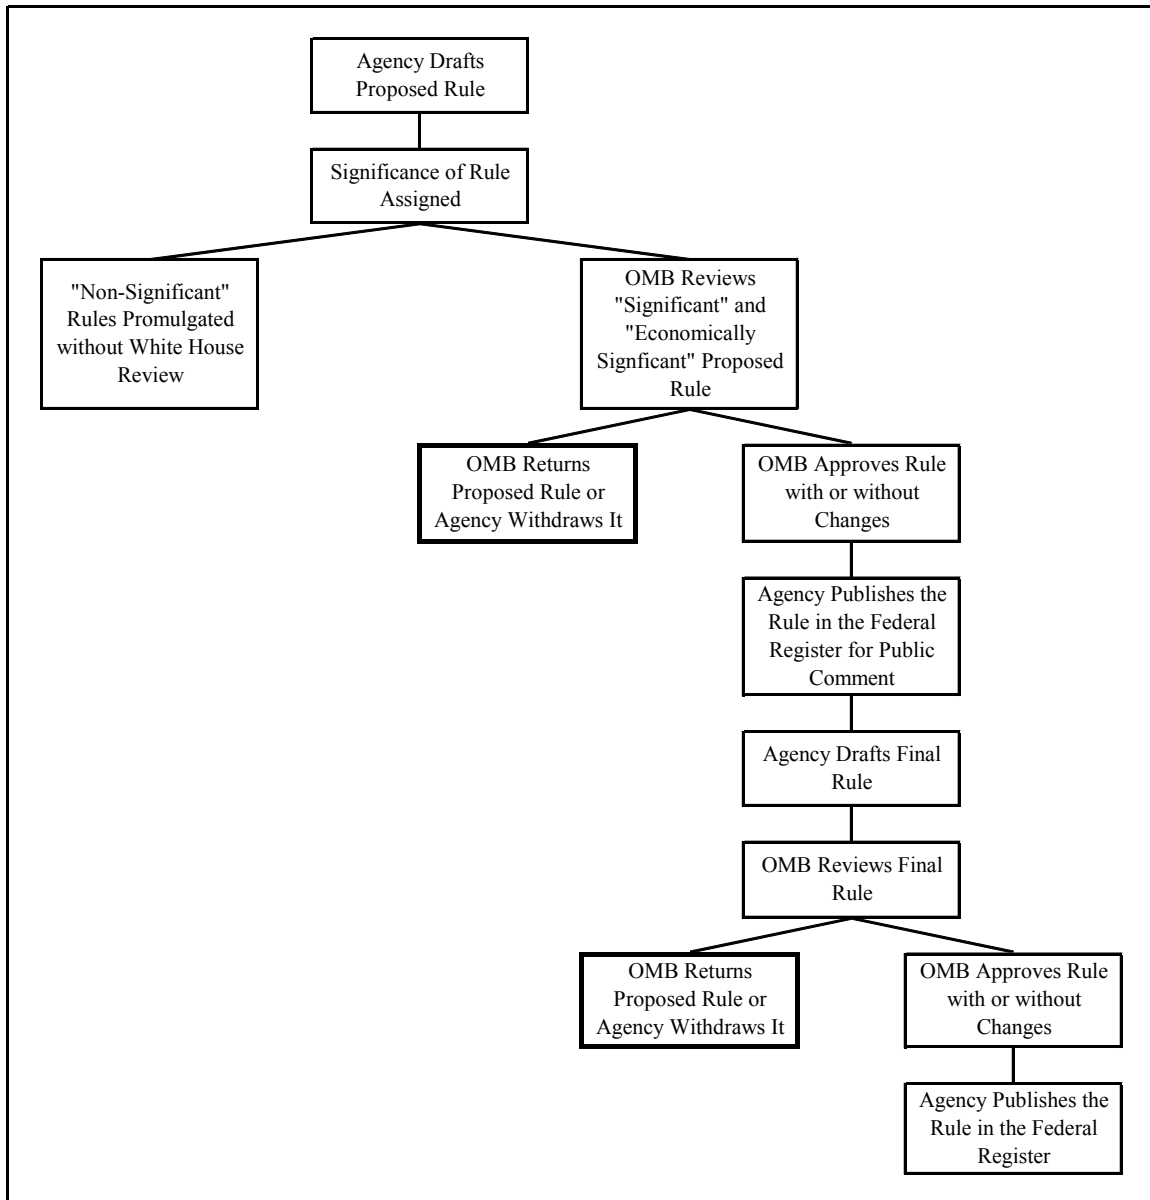 Agency Drafts
Proposed Rule
Significance of Rule
Assigned
"Non-Significant"
Rules Promulgated
without White House
Review
OMB Reviews
"Significant" and
"Economically
Signficant" Proposed
Rule
OMB Returns
Proposed Rule or
Agency Withdraws It
OMB Approves Rule
with or without
Changes
Agency Publishes the
Rule in the Federal
Register for Public
Comment
Agency Drafts Final
Rule
OMB Reviews Final
Rule
OMB Returns
Proposed Rule or
Agency Withdraws It
OMB Approves Rule
with or without
Changes
Agency Publishes the
Rule in the Federal
Register